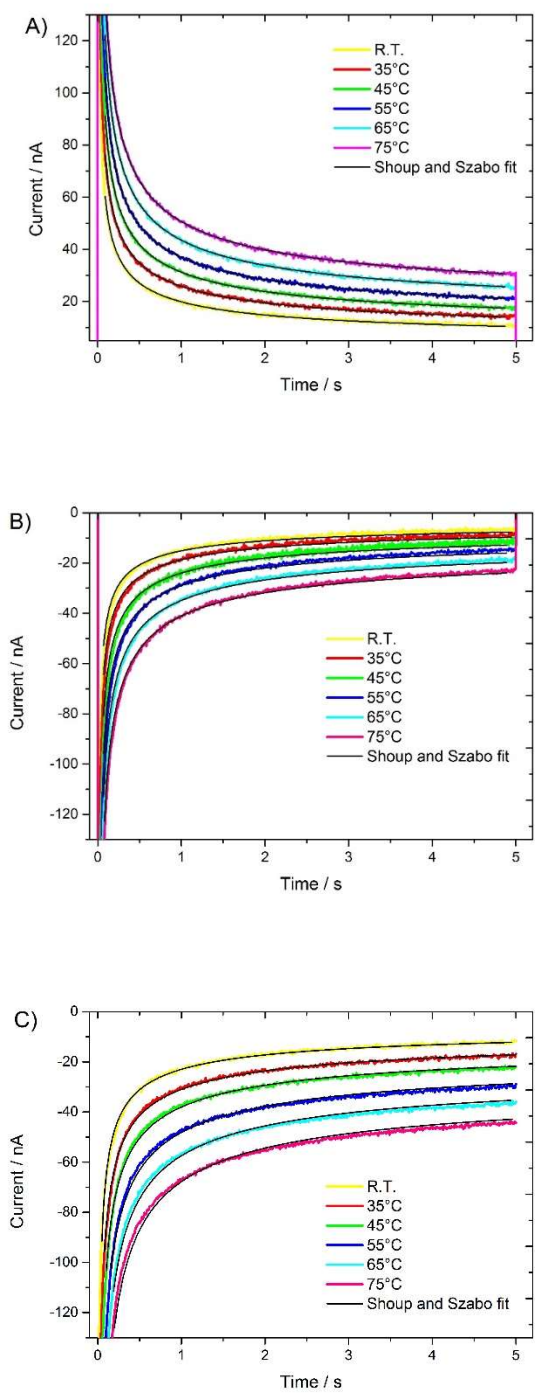 A)
120
100
80
60
40
20
Current / nA
R.T.
35°C
45°C
55°C
65°C
75°C
Shoup and Szabo fit
0 1 2 3 4 5
Time / s
B)
0
-20
-40
-60
-80
-100
-120
Current / nA
R.T.
35°C
45°C
55°C
65°C
75°C
Shoup and Szabo fit
0 1 2 3 4 5
Time / s
C)
0
-20
-40
-60
-80
-100
-120
Current / nA
R.T.
35°C
45°C
55°C
65°C
75°C
Shoup and Szabo fit
0 1 2 3 4 5
Time / s